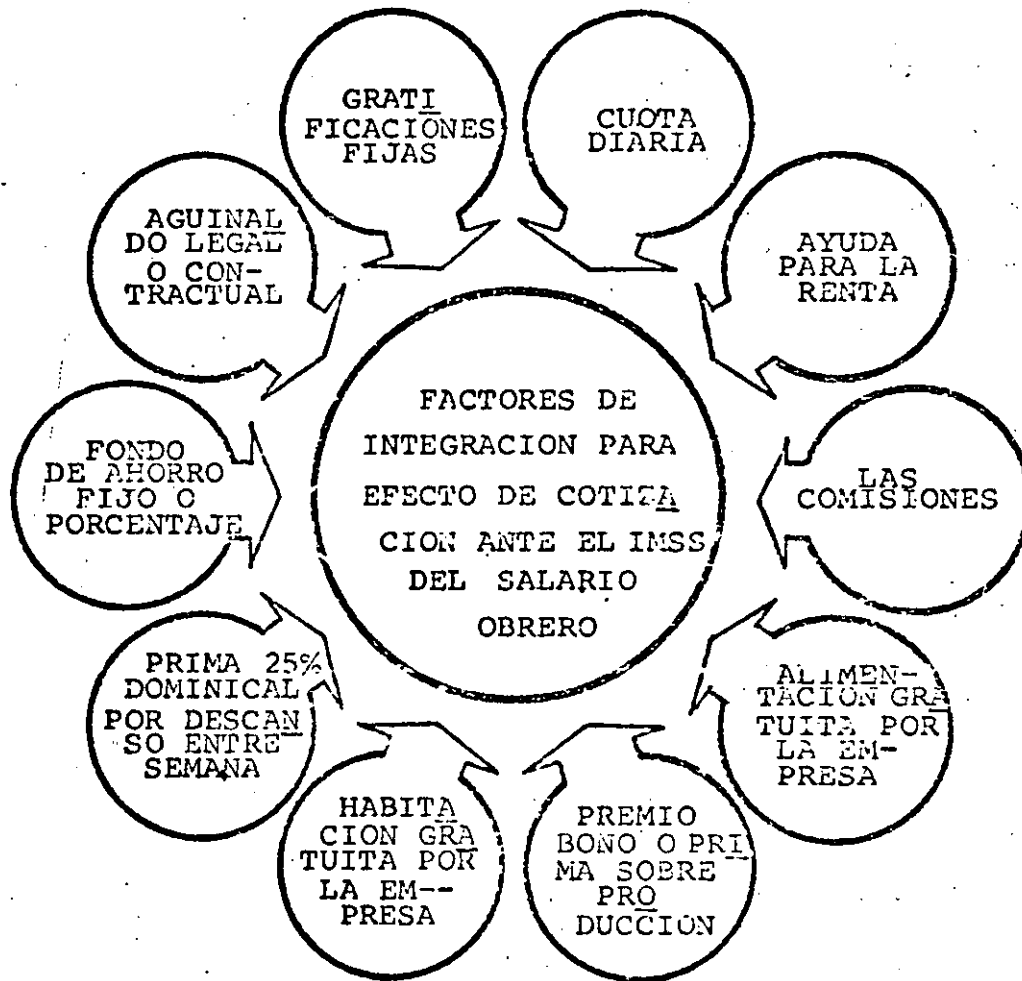 GRATI
FICACIONES
FIJAS
CUOTA
DIARIA
AGUINAL
DO LEGAL
O CON-
TRACTUAL
AYUDA
PARA LA
RENTA
FONDO
DE AHORRO
FIJO O
PORCENTAJE
FACTORES DE
INTEGRACION PARA
EFECTO DE COTIZA
CION ANTE EL IMSS
DEL SALARIO
OBRERO
LAS
COMISIONES
PRIMA 25%
DOMINICAL
POR DESCAN
SO ENTRE
SEMANA
ALIMEN-
TACIÓN GRA
TUITA POR
LA EM-
PRESA
HABITA
CION GRA
TUITA POR
LA EM--
PRESA
PREMIO
BONO O PRI
MA SOBRE
PRO
DUCCIÓN